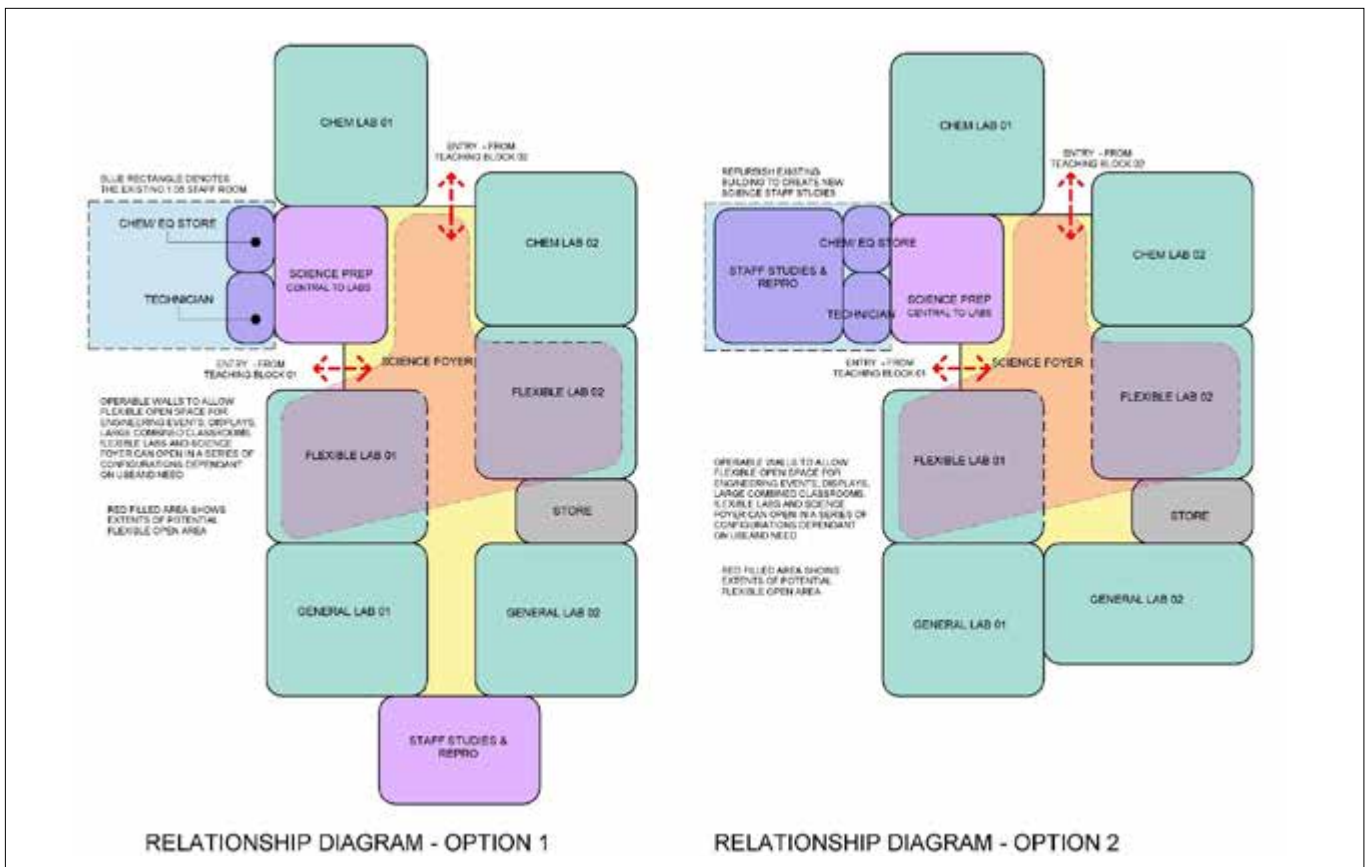 CHEM LAB 01
ENTRY - FROM
TEACHING BLOCK 02
BLUE RECTANGLE DENOTES
THE EXISTING 1:05 STAFF ROOM
CHEM/ EQ STORE
TECHNICIAN
SCIENCE PREP
CENTRAL TO LABS
CHEM LAB 02
ENTRY - FROM
TEACHING BLOCK 01
SCIENCE FOYER
OPERABLE WALLS TO ALLOW
FLEXIBLE OPEN SPACE FOR
ENGINEERING EVENTS, DISPLAYS,
LARGE COMBINED CLASSROOMS.
FLEXIBLE LABS AND SCIENCE
FOYER CAN OPEN IN A SERIES OF
CONFIGURATIONS DEPENDANT
ON USE AND NEED
FLEXIBLE LAB 01
FLEXIBLE LAB 02
RED FILLED AREA SHOWS
EXTENTS OF POTENTIAL
FLEXIBLE OPEN AREA
STORE
GENERAL LAB 01
GENERAL LAB 02
STAFF STUDIES &
REPRO
RELATIONSHIP DIAGRAM - OPTION 1
CHEM LAB 01
ENTRY - FROM
TEACHING BLOCK 02
REFURBISH EXISTING
BUILDING TO CREATE NEW
SCIENCE STAFF STUDIES
CHEM/ EQ STORE
STAFF STUDIES &
REPRO
TECHNICIAN
SCIENCE PREP
CENTRAL TO LABS
CHEM LAB 02
ENTRY - FROM
TEACHING BLOCK 01
SCIENCE FOYER
FLEXIBLE LAB 02
FLEXIBLE LAB 01
OPERABLE WALLS TO ALLOW
FLEXIBLE OPEN SPACE FOR
ENGINEERING EVENTS, DISPLAYS,
LARGE COMBINED CLASSROOMS.
FLEXIBLE LABS AND SCIENCE
FOYER CAN OPEN IN A SERIES OF
CONFIGURATIONS DEPENDANT
ON USE AND NEED
STORE
RED FILLED AREA SHOWS
EXTENTS OF POTENTIAL
FLEXIBLE OPEN AREA
GENERAL LAB 01
GENERAL LAB 02
RELATIONSHIP DIAGRAM - OPTION 2